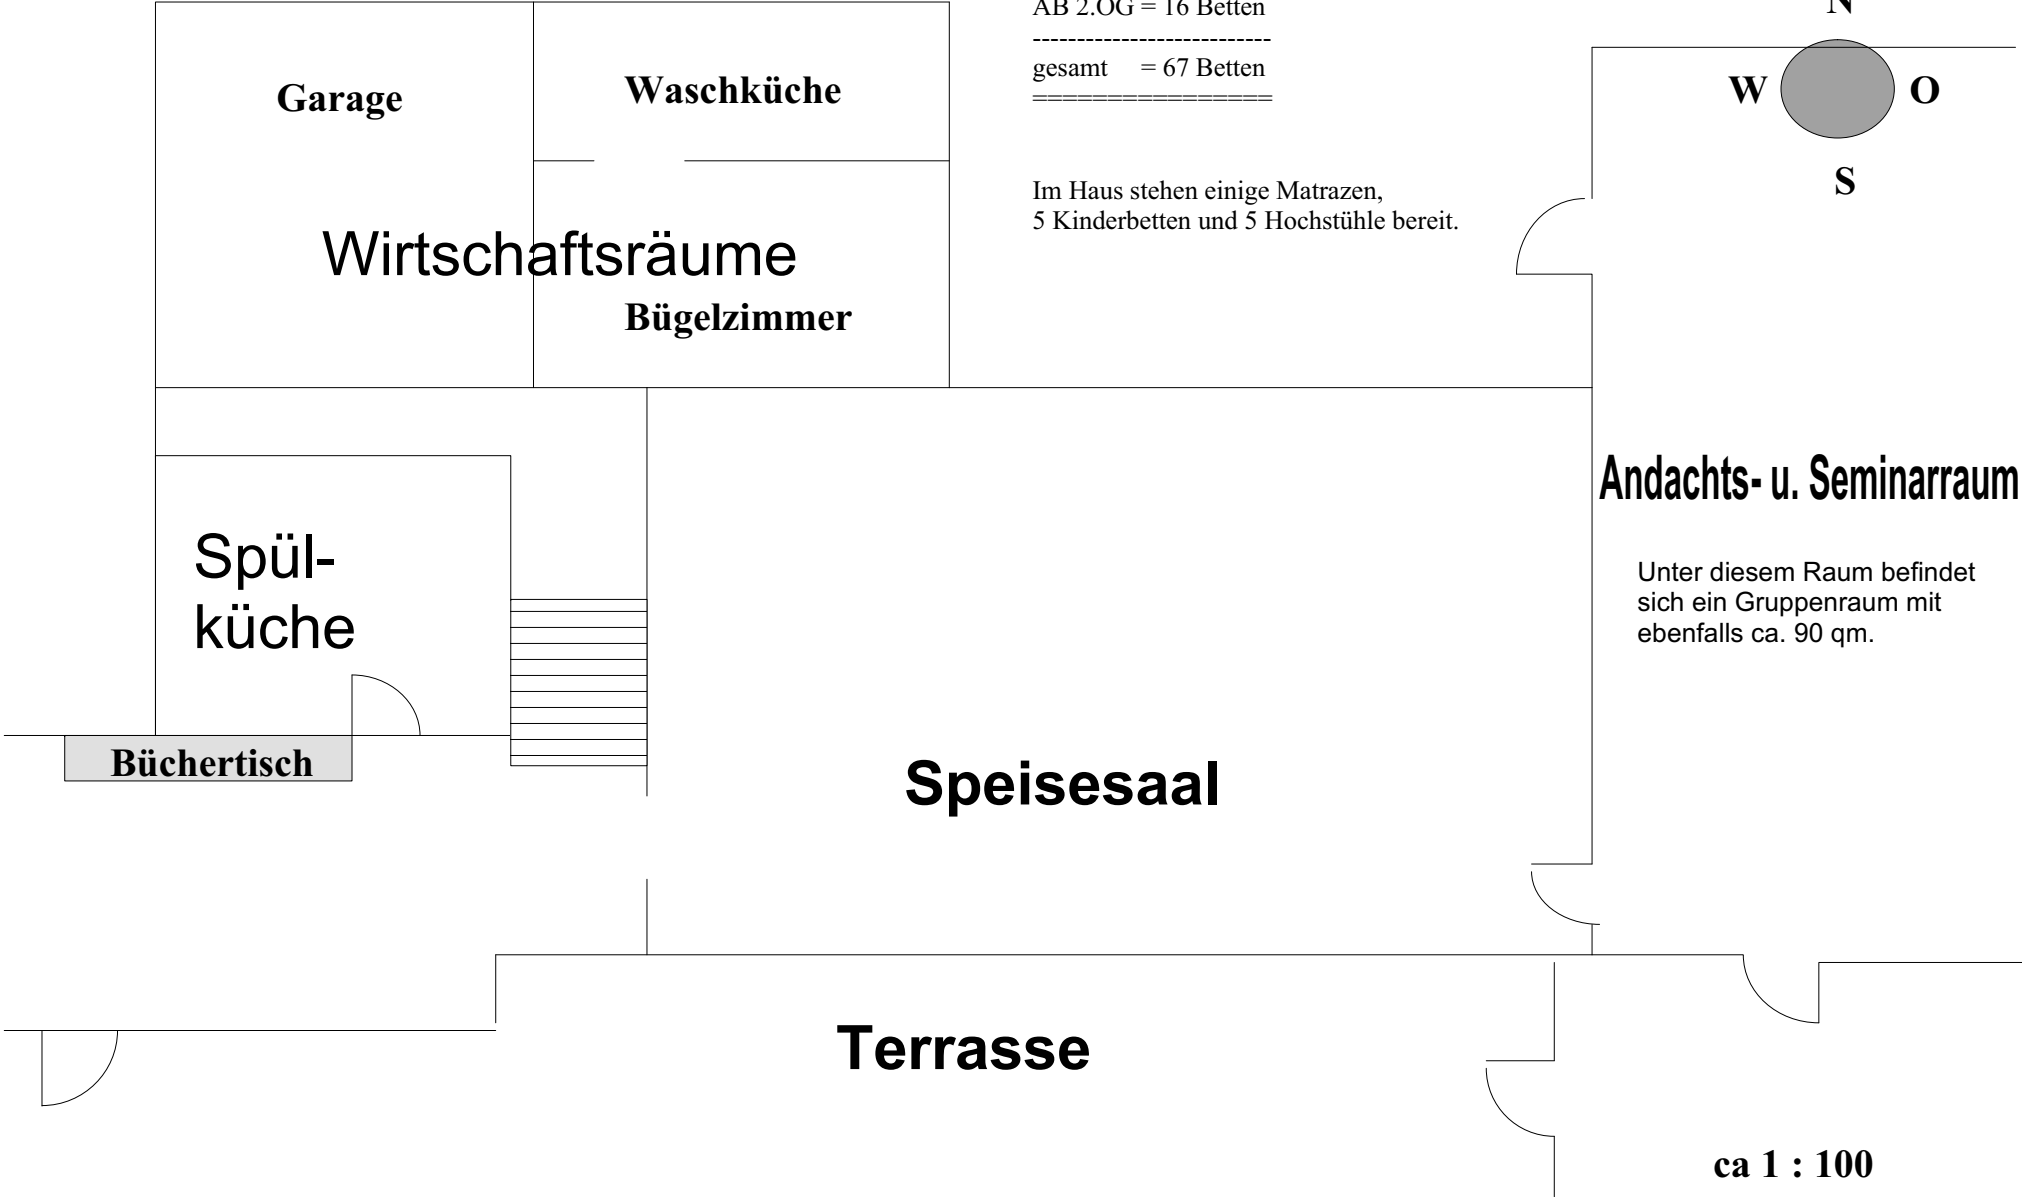 AB 2.OG = 16 Betten
---------------------------
gesamt = 67 Betten
================
N
W O
S
Garage
Waschküche
Im Haus stehen einige Matrazen,
5 Kinderbetten und 5 Hochstühle bereit.
Wirtschaftsräume
Bügelzimmer
Andachts- u. Seminarraum
Unter diesem Raum befindet
sich ein Gruppenraum mit
ebenfalls ca. 90 qm.
Spül-
küche
Büchertisch
Speisesaal
Terrasse
ca 1 : 100